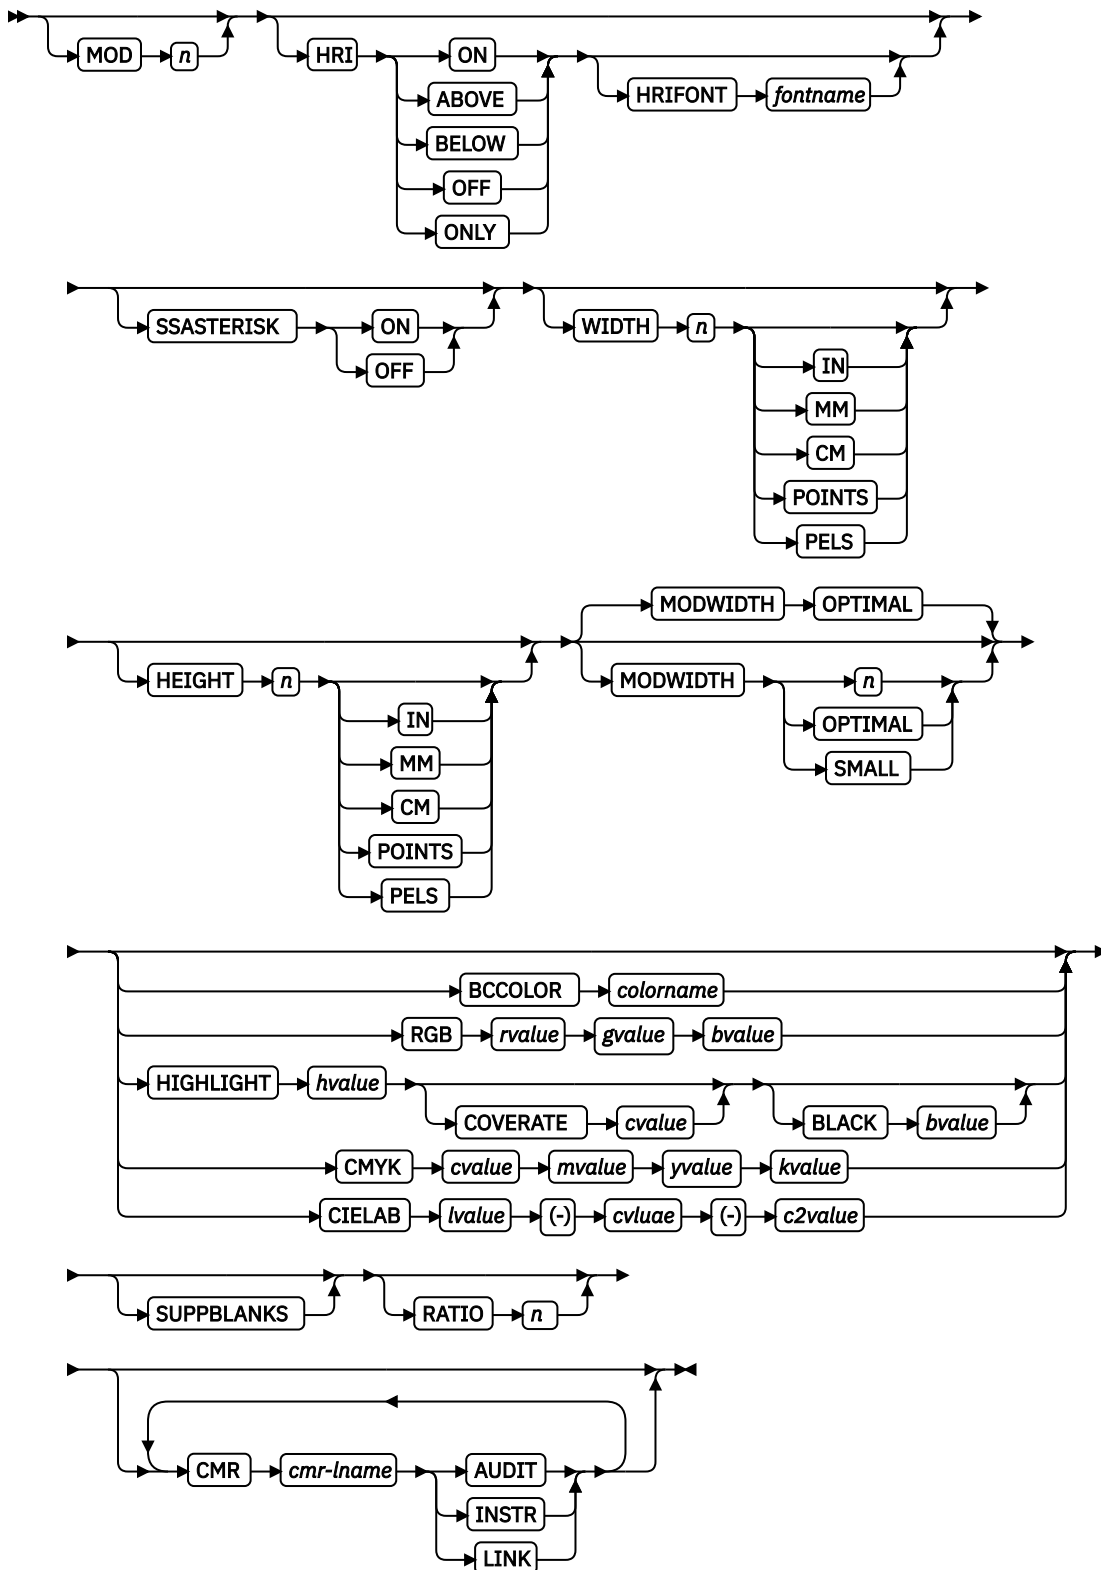 MOD n
HRI ON
ABOVE
BELOW
OFF
ONLY
HRIFONT fontname
SSASTERISK ON
OFF
WIDTH n
IN
MM
CM
POINTS
PELS
MODWIDTH OPTIMAL
HEIGHT n
IN
MM
CM
POINTS
PELS
MODWIDTH n
OPTIMAL
SMALL
BCCOLOR colorname
RGB rvalue gvalue bvalue
HIGHLIGHT hvalue
COVERATE cvalue
BLACK bvalue
CMYK cvalue mvalue yvalue kvalue
CIELAB lvalue (-) cvluae (-) c2value
SUPPBLANKS
RATIO n
CMR cmr-lname AUDIT
INSTR
LINK